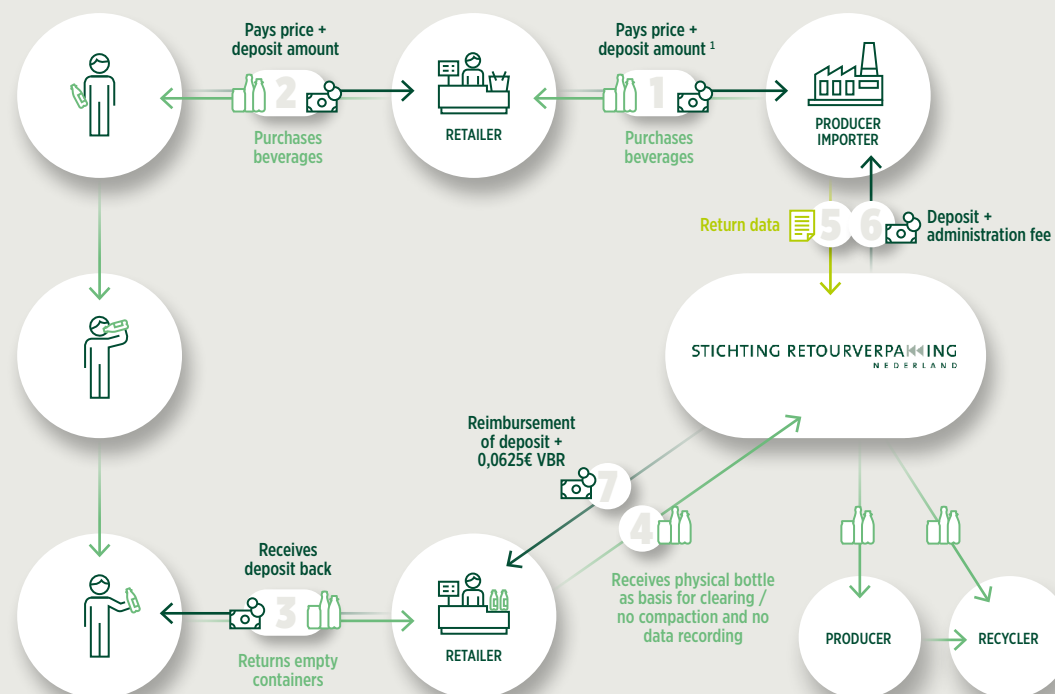 Pays price +
deposit amount
2
Purchases
beverages
RETAILER
Pays price +
deposit amount 1
1
Purchases
beverages
PRODUCER
IMPORTER
Return data
5
6
Deposit +
administration fee
STICHTING RETOURVERPAKKING
NEDERLAND
Reimbursement
of deposit +
0,0625€ VBR
7
4
Receives physical bottle
as basis for clearing /
no compaction and no
data recording
Receives
deposit back
3
Returns empty
containers
RETAILER
PRODUCER
RECYCLER